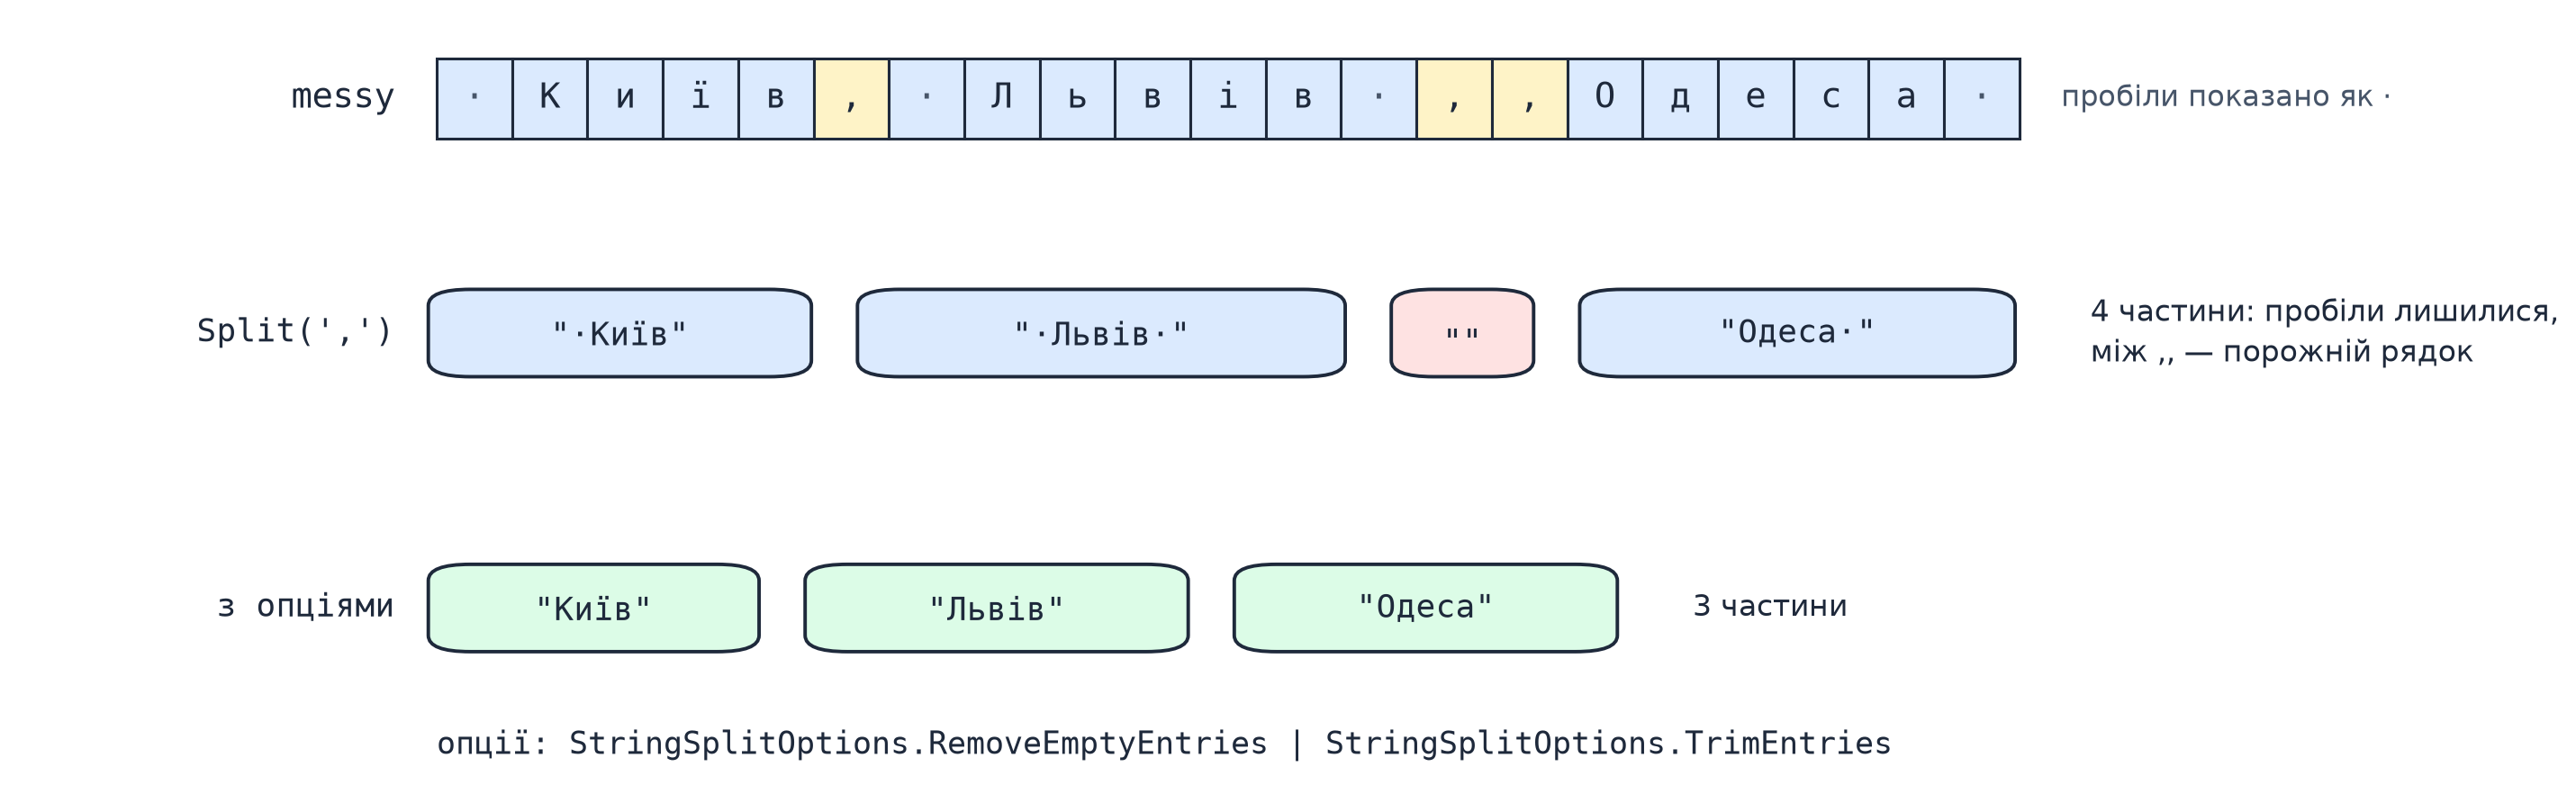 messy · К и ї в , · Л ь в і в · , , О д е с а · пробіли показано як ·
Split(',') "·Київ" "·Львів·" "" "Одеса·" 4 частини: пробіли лишилися,
між ,, — порожній рядок
з опціями "Київ" "Львів" "Одеса" 3 частини
опції: StringSplitOptions.RemoveEmptyEntries | StringSplitOptions.TrimEntries